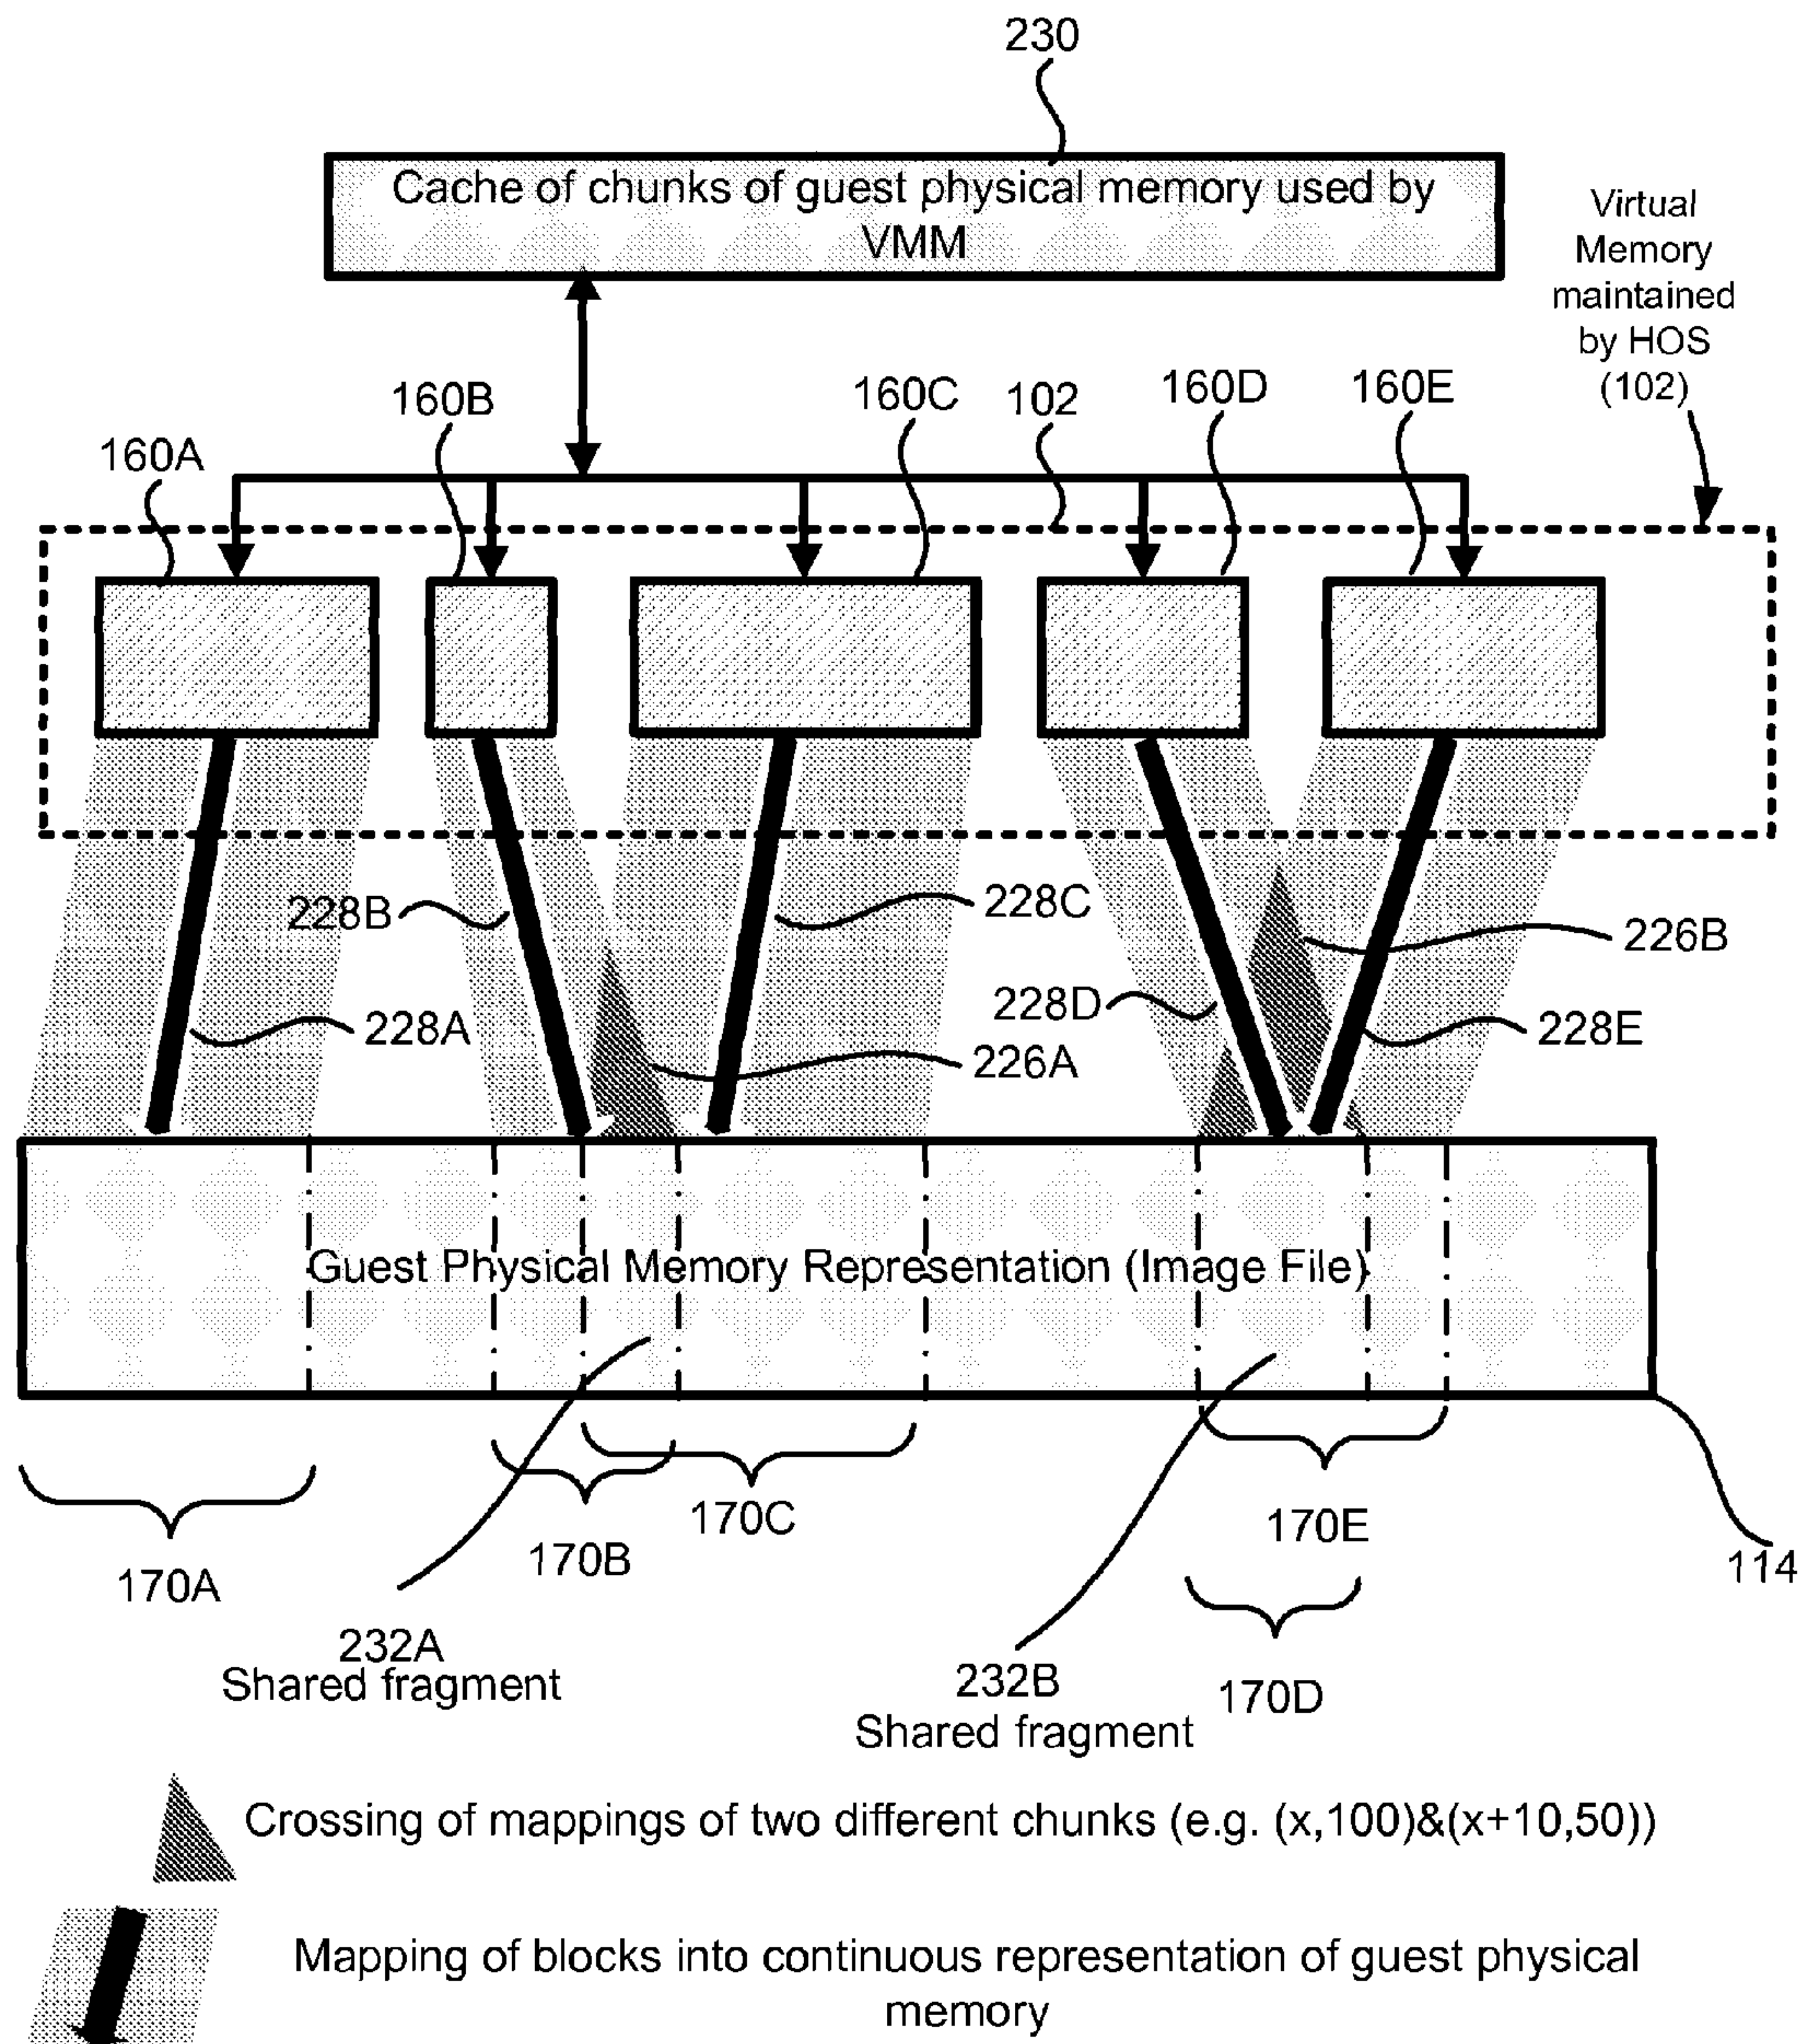 230
Cache of chunks of guest physical memory used by
VMM
Virtual
Memory
maintained
by HOS
(102)
160A
160B
160C
102
160D
160E
228B
228C
226B
228D
228A
226A
228E
Guest Physical Memory Representation (Image File)
170A
170B
170C
170E
114
232A
Shared fragment
232B
170D
Shared fragment
Crossing of mappings of two different chunks (e.g. (x,100)&(x+10,50))
Mapping of blocks into continuous representation of guest physical
memory